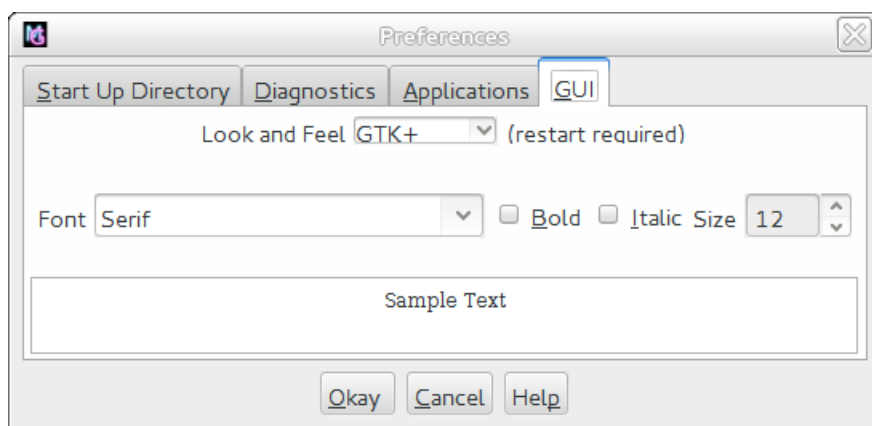 Preferences
Start Up Directory Diagnostics Applications GUI
Look and Feel GTK+ (restart required)
Font Serif Bold Italic Size 12
Sample Text
Okay Cancel Help